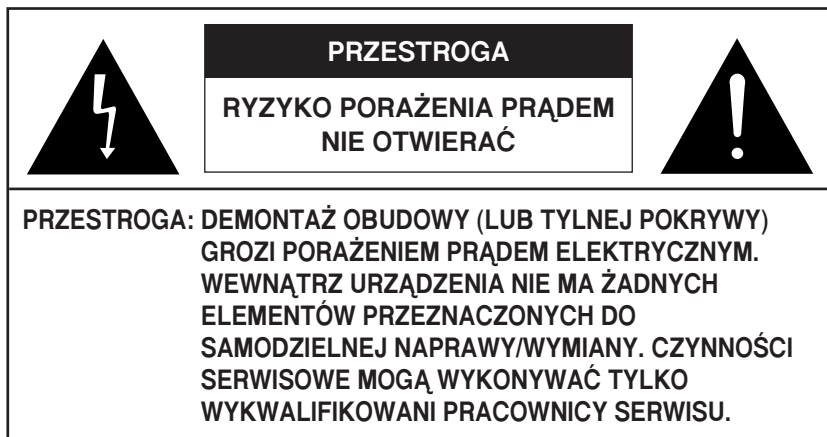 PRZESTROGA
RYZYKO PORAŻENIA PRĄDEM
NIE OTWIERAĆ
PRZESTROGA: DEMONTAŻ OBUDOWY (LUB TYLNEJ POKRYWY)
GROZI PORAŻENIEM PRĄDEM ELEKTRYCZNYM.
WEWNĄTRZ URZĄDZENIA NIE MA ŻADNYCH
ELEMENTÓW PRZEZNACZONYCH DO
SAMODZIELNEJ NAPRAWY/WYMIANY. CZYNNOŚCI
SERWISOWE MOGĄ WYKONYWAĆ TYLKO
WYKWALIFIKOWANI PRACOWNICY SERWISU.